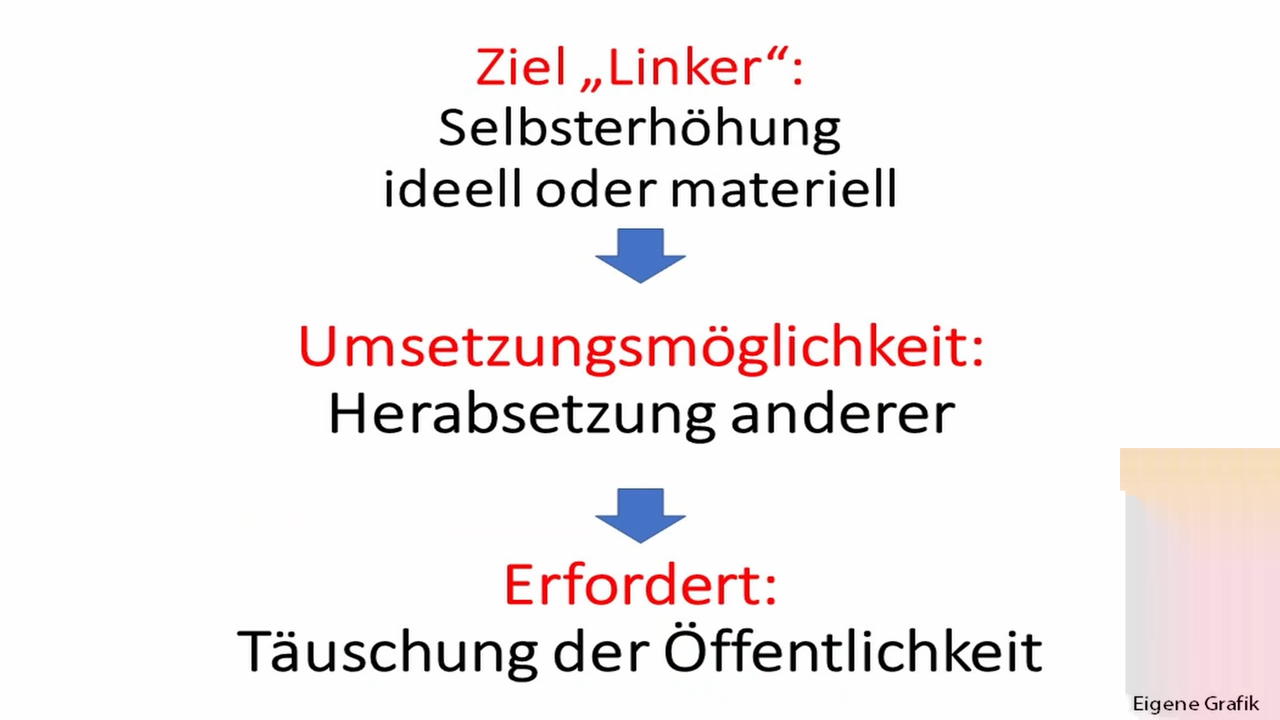 Ziel „Linker“:
Selbsterhöhung
ideell oder materiell
Umsetzungsmöglichkeit:
Herabsetzung anderer
Erfordert:
Täuschung der Öffentlichkeit
Eigene Grafik